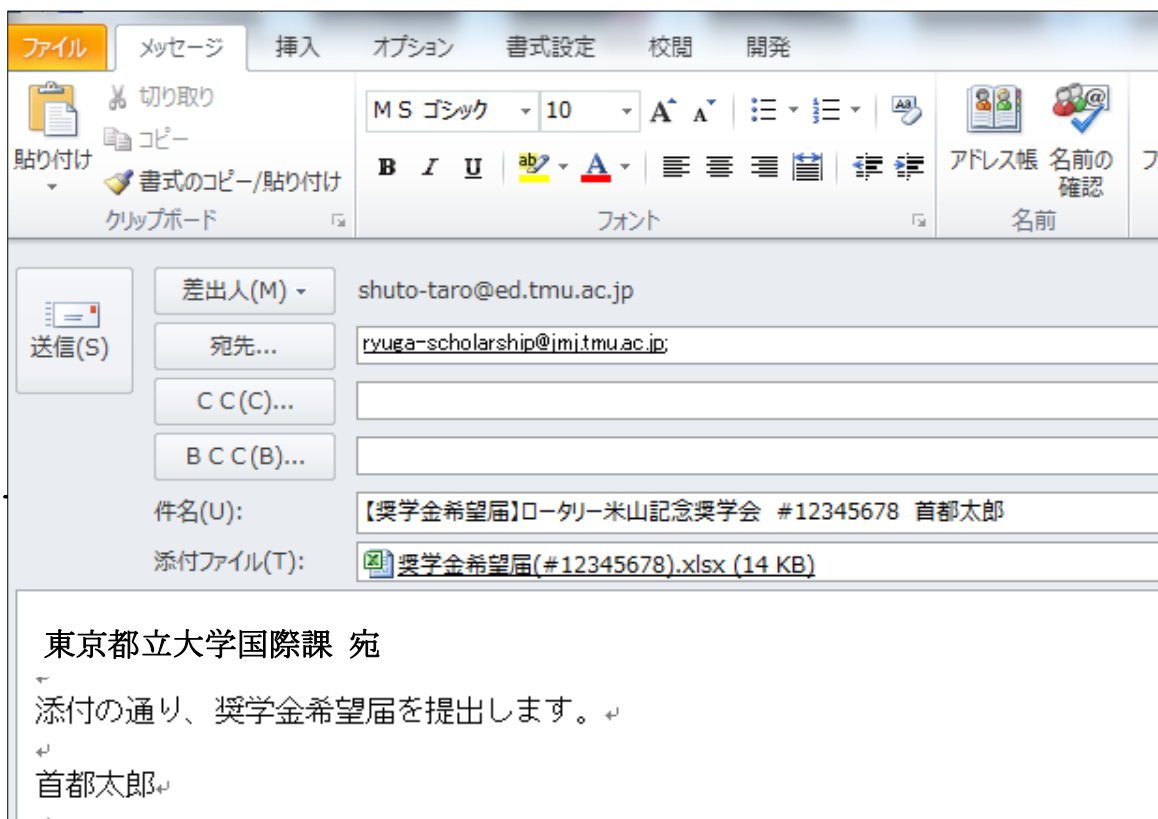 ファイル メッセージ 挿入 オプション 書式設定 校閲 開発
貼り付け
切り取り
コピー
書式のコピー/貼り付け
クリップボード
ＭＳ ゴシック 10
B I U
フォント
アドレス帳
名前の
確認
名前
送信(S)
差出人(M) shuto-taro@ed.tmu.ac.jp
宛先... ryuga-scholarship@jmj.tmu.ac.jp;
ＣＣ(C)...
ＢＣＣ(B)...
件名(U): 【奨学金希望届】ロータリー米山記念奨学会 #12345678 首都太郎
添付ファイル(T): 奨学金希望届(#12345678).xlsx (14 KB)
東京都立大学国際課 宛
添付の通り、奨学金希望届を提出します。
首都太郎